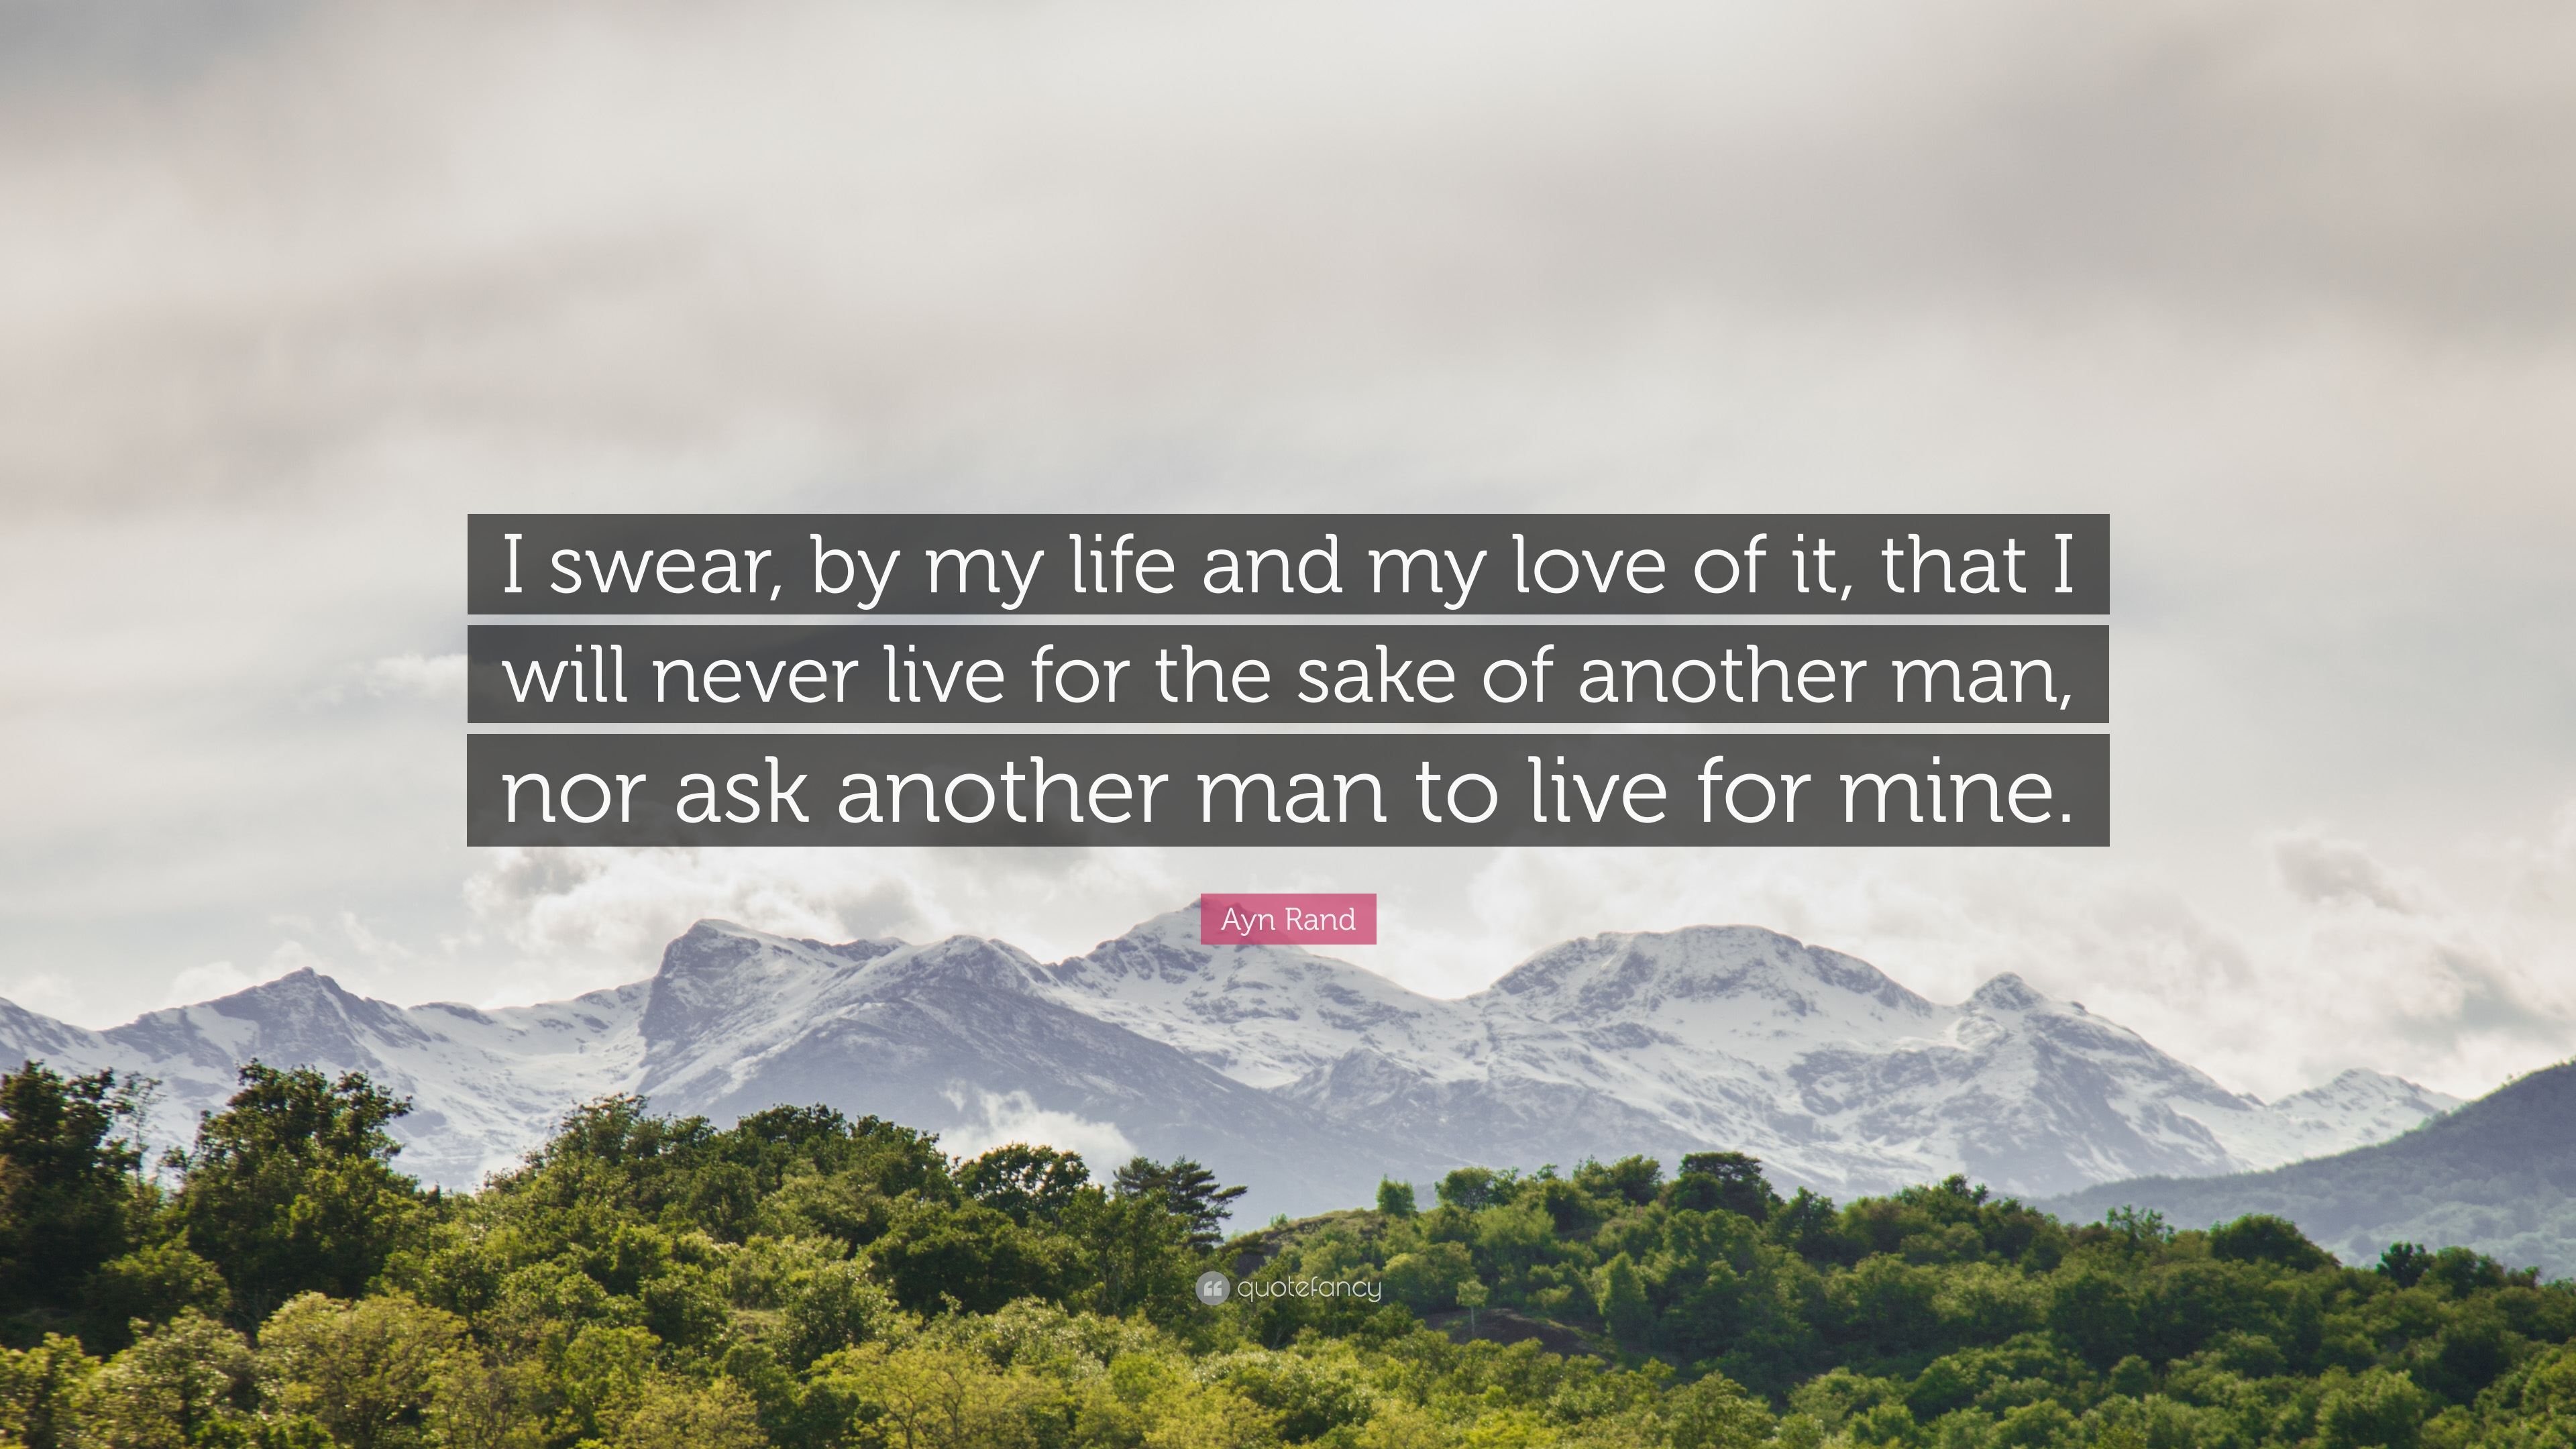 I swear, by my life and my love of it, that I
will never live for the sake of another man,
nor ask another man to live for mine.
Ayn Rand
quotefancy